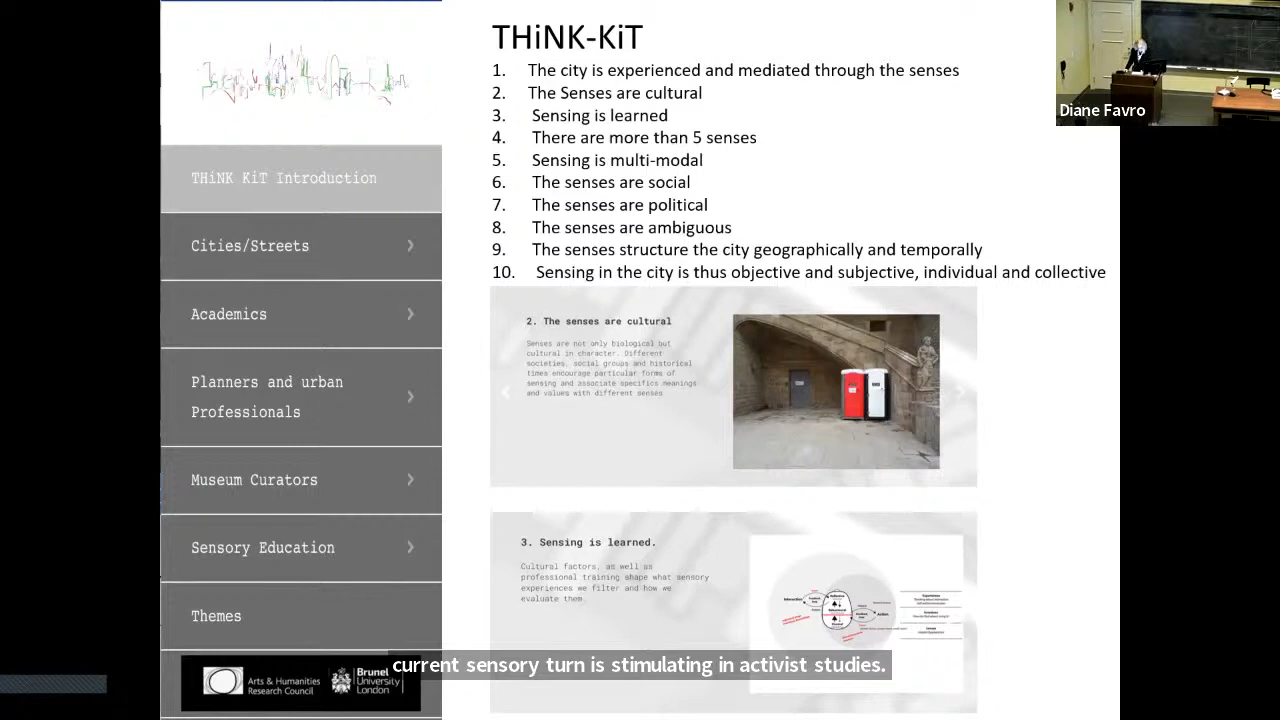 THiNK-KiT
1. The city is experienced and mediated through the senses
2. The Senses are cultural
3. Sensing is learned
4. There are more than 5 senses
5. Sensing is multi-modal
6. The senses are social
7. The senses are political
8. The senses are ambiguous
9. The senses structure the city geographically and temporally
10. Sensing in the city is thus objective and subjective, individual and collective
Diane Favro
THiNK KiT Introduction
Cities/Streets
Academics
Planners and urban
Professionals
Museum Curators
Sensory Education
Themes
Arts & Humanities
Research Council
Brunel
University
London
2. The senses are cultural
Senses are not only biological but
cultural in character. Different
societies, social groups and historical
times encourage particular forms of
sensing and associate specifics meanings
and values with different senses
3. Sensing is learned.
Cultural factors, as well as
professional training shape what sensory
experiences we filter and how we
evaluate them.
current sensory turn is stimulating in activist studies.